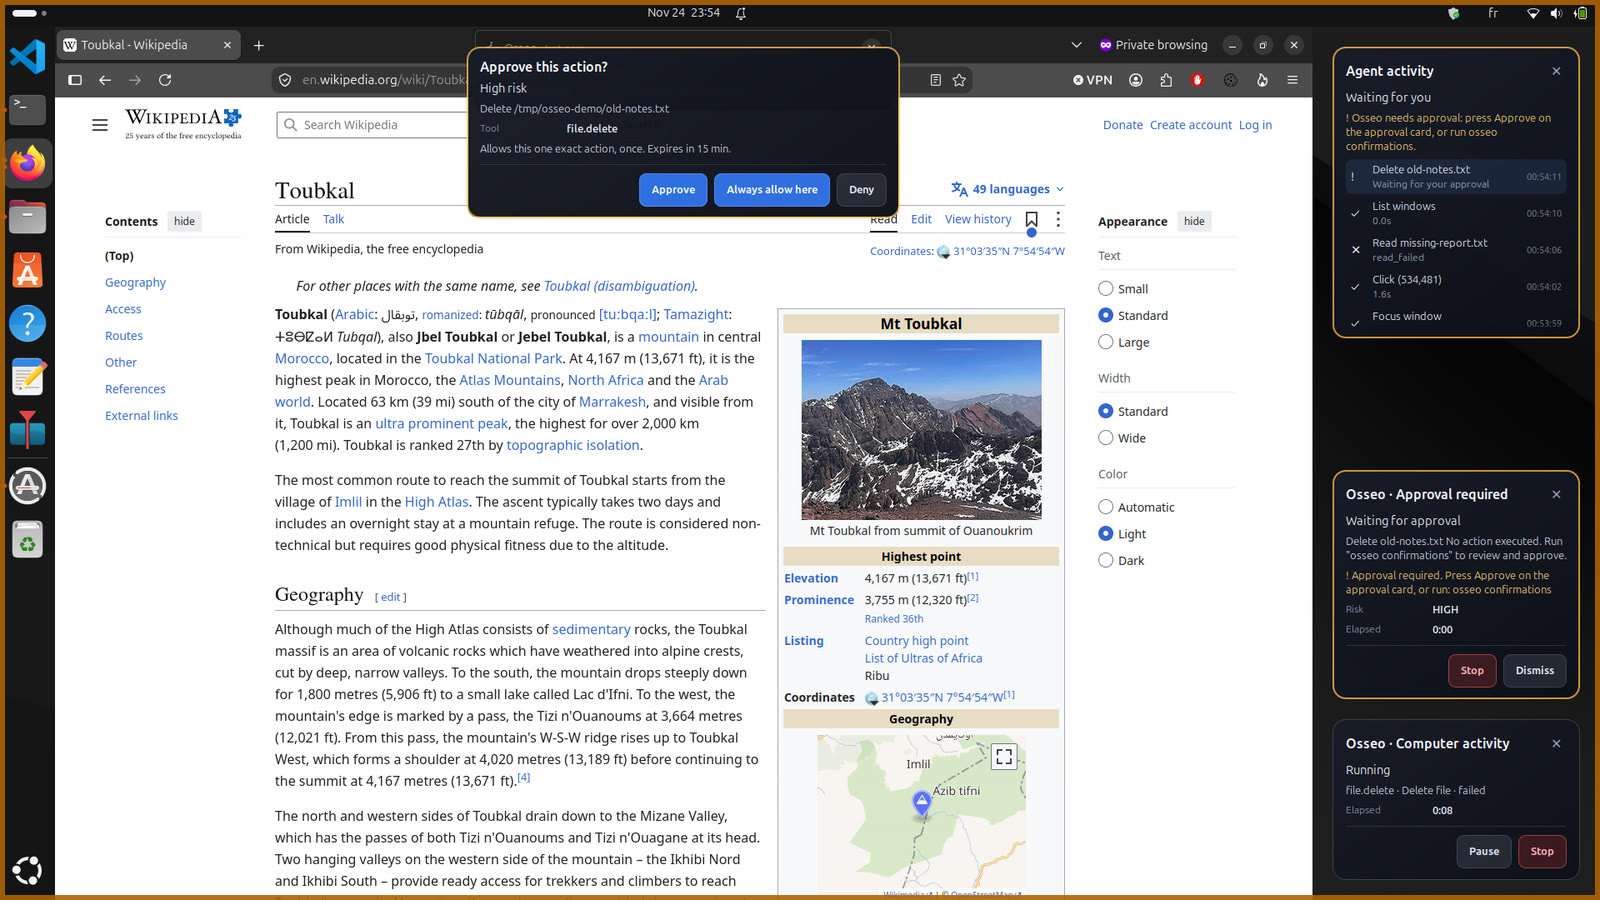 Nov 24 23:54
fr
Toubkal - Wikipedia
Private browsing
en.wikipedia.org/wiki/Toubka
VPN
Approve this action?
High risk
Delete /tmp/osseo-demo/old-notes.txt
Tool file.delete
Allows this one exact action, once. Expires in 15 min.
Approve Always allow here Deny
WIKIPEDIA
25 years of the free encyclopedia
Search Wikipedia
Donate Create account Log in
Contents hide
(Top)
Geography
Access
Routes
Other
References
External links
Toubkal
49 languages
Article Talk
Read Edit View history
From Wikipedia, the free encyclopedia
Coordinates: 31°03′35″N 7°54′54″W
For other places with the same name, see Toubkal (disambiguation).
Toubkal (Arabic: توبقال, romanized: tūbqāl, pronounced [tuːbqaːl]; Tamazight:
ⵜⵓⴱⵇⴰⵍ Tubqal), also Jbel Toubkal or Jebel Toubkal, is a mountain in central
Morocco, located in the Toubkal National Park. At 4,167 m (13,671 ft), it is the
highest peak in Morocco, the Atlas Mountains, North Africa and the Arab
world. Located 63 km (39 mi) south of the city of Marrakesh, and visible from
it, Toubkal is an ultra prominent peak, the highest for over 2,000 km
(1,200 mi). Toubkal is ranked 27th by topographic isolation.
The most common route to reach the summit of Toubkal starts from the
village of Imlil in the High Atlas. The ascent typically takes two days and
includes an overnight stay at a mountain refuge. The route is considered non-
technical but requires good physical fitness due to the altitude.
Geography [ edit ]
Although much of the High Atlas consists of sedimentary rocks, the Toubkal
massif is an area of volcanic rocks which have weathered into alpine crests,
cut by deep, narrow valleys. To the south, the mountain drops steeply down
for 1,800 metres (5,906 ft) to a small lake called Lac d'Ifni. To the west, the
mountain's edge is marked by a pass, the Tizi n'Ouanoums at 3,664 metres
(12,021 ft). From this pass, the mountain's W-S-W ridge rises up to Toubkal
West, which forms a shoulder at 4,020 metres (13,189 ft) before continuing to
the summit at 4,167 metres (13,671 ft).[4]
The north and western sides of Toubkal drain down to the Mizane Valley,
which has the passes of both Tizi n'Ouanoums and Tizi n'Ouagane at its head.
Two hanging valleys on the western side of the mountain – the Ikhibi Nord
and Ikhibi South – provide ready access for trekkers and climbers to reach
Mt Toubkal
Mt Toubkal from summit of Ouanoukrim
Highest point
Elevation 4,167 m (13,671 ft)[1]
Prominence 3,755 m (12,320 ft)[2]
Ranked 36th
Listing Country high point
List of Ultras of Africa
Ribu
Coordinates 31°03′35″N 7°54′54″W[1]
Geography
Imlil
Azib tifni
Wikimedia | © OpenStreetMap
Appearance hide
Text
Small
Standard
Large
Width
Standard
Wide
Color
Automatic
Light
Dark
Agent activity
Waiting for you
! Osseo needs approval: press Approve on
the approval card, or run osseo
confirmations.
! Delete old-notes.txt 00:54:11
Waiting for your approval
List windows 00:54:10
0.0s
Read missing-report.txt 00:54:06
read_failed
Click (534,481) 00:54:02
1.6s
Focus window 00:53:59
Osseo · Approval required
Waiting for approval
Delete old-notes.txt No action executed. Run
"osseo confirmations" to review and approve.
! Approval required. Press Approve on the
approval card, or run: osseo confirmations
Risk HIGH
Elapsed 0:00
Stop Dismiss
Osseo · Computer activity
Running
file.delete · Delete file · failed
Elapsed 0:08
Pause Stop